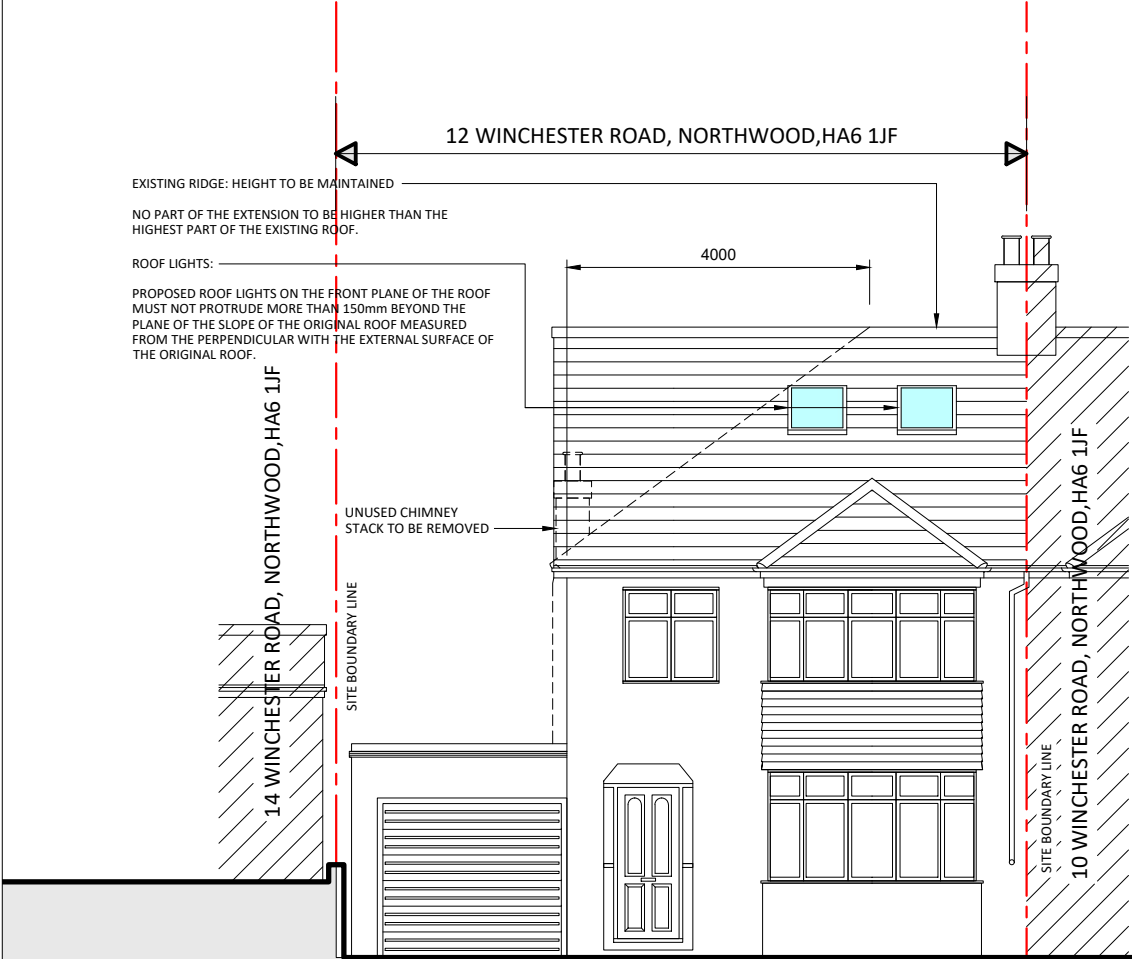 12 WINCHESTER ROAD, NORTHWOOD,HA6 1JF
EXISTING RIDGE: HEIGHT TO BE MAINTAINED
NO PART OF THE EXTENSION TO BE HIGHER THAN THE
HIGHEST PART OF THE EXISTING ROOF.
ROOF LIGHTS:
PROPOSED ROOF LIGHTS ON THE FRONT PLANE OF THE ROOF
MUST NOT PROTRUDE MORE THAN 150mm BEYOND THE
PLANE OF THE SLOPE OF THE ORIGINAL ROOF MEASURED
FROM THE PERPENDICULAR WITH THE EXTERNAL SURFACE OF
THE ORIGINAL ROOF.
4000
UNUSED CHIMNEY
STACK TO BE REMOVED
14 WINCHESTER ROAD, NORTHWOOD,HA6 1JF
SITE BOUNDARY LINE
SITE BOUNDARY LINE
10 WINCHESTER ROAD, NORTHWOOD,HA6 1JF